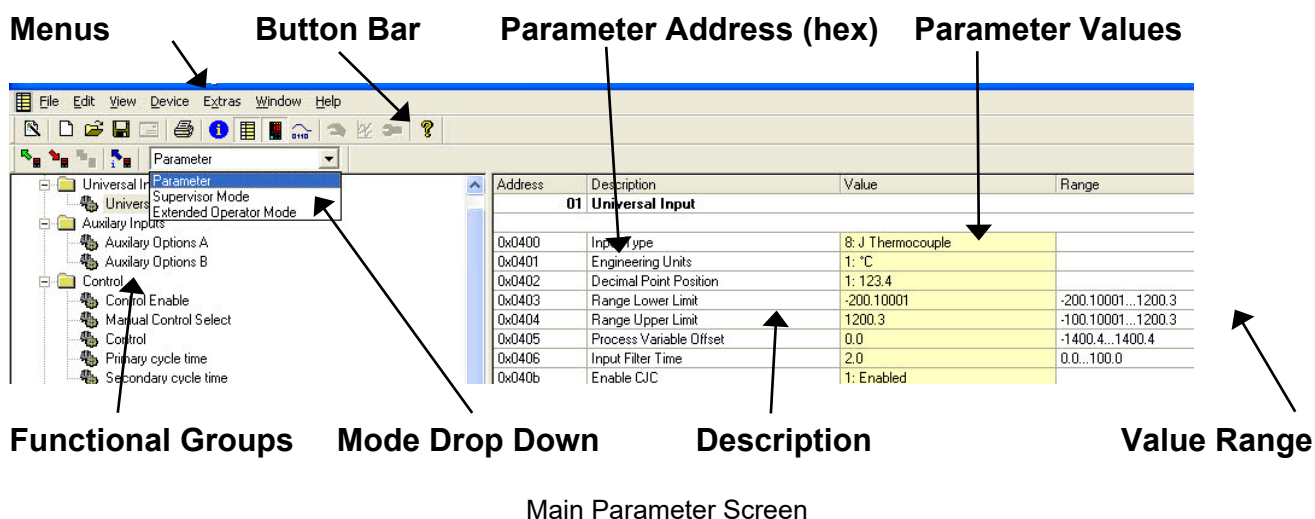 Menus Button Bar Parameter Address (hex) Parameter Values
File Edit View Device Extras Window Help
Parameter
Parameter
Supervisor Mode
Extended Operator Mode
Universal In
Univers
Auxilary Inputs
Auxilary Options A
Auxilary Options B
Control
Control Enable
Manual Control Select
Control
Primary cycle time
Secondary cycle time
Address Description Value Range
01 Universal Input
0x0400 Input Type 8: J Thermocouple
0x0401 Engineering Units 1: °C
0x0402 Decimal Point Position 1: 123.4
0x0403 Range Lower Limit -200.10001 -200.10001...1200.3
0x0404 Range Upper Limit 1200.3 -100.10001...1200.3
0x0405 Process Variable Offset 0.0 -1400.4...1400.4
0x0406 Input Filter Time 2.0 0.0...100.0
0x040b Enable CJC 1: Enabled
Functional Groups Mode Drop Down Description Value Range
Main Parameter Screen